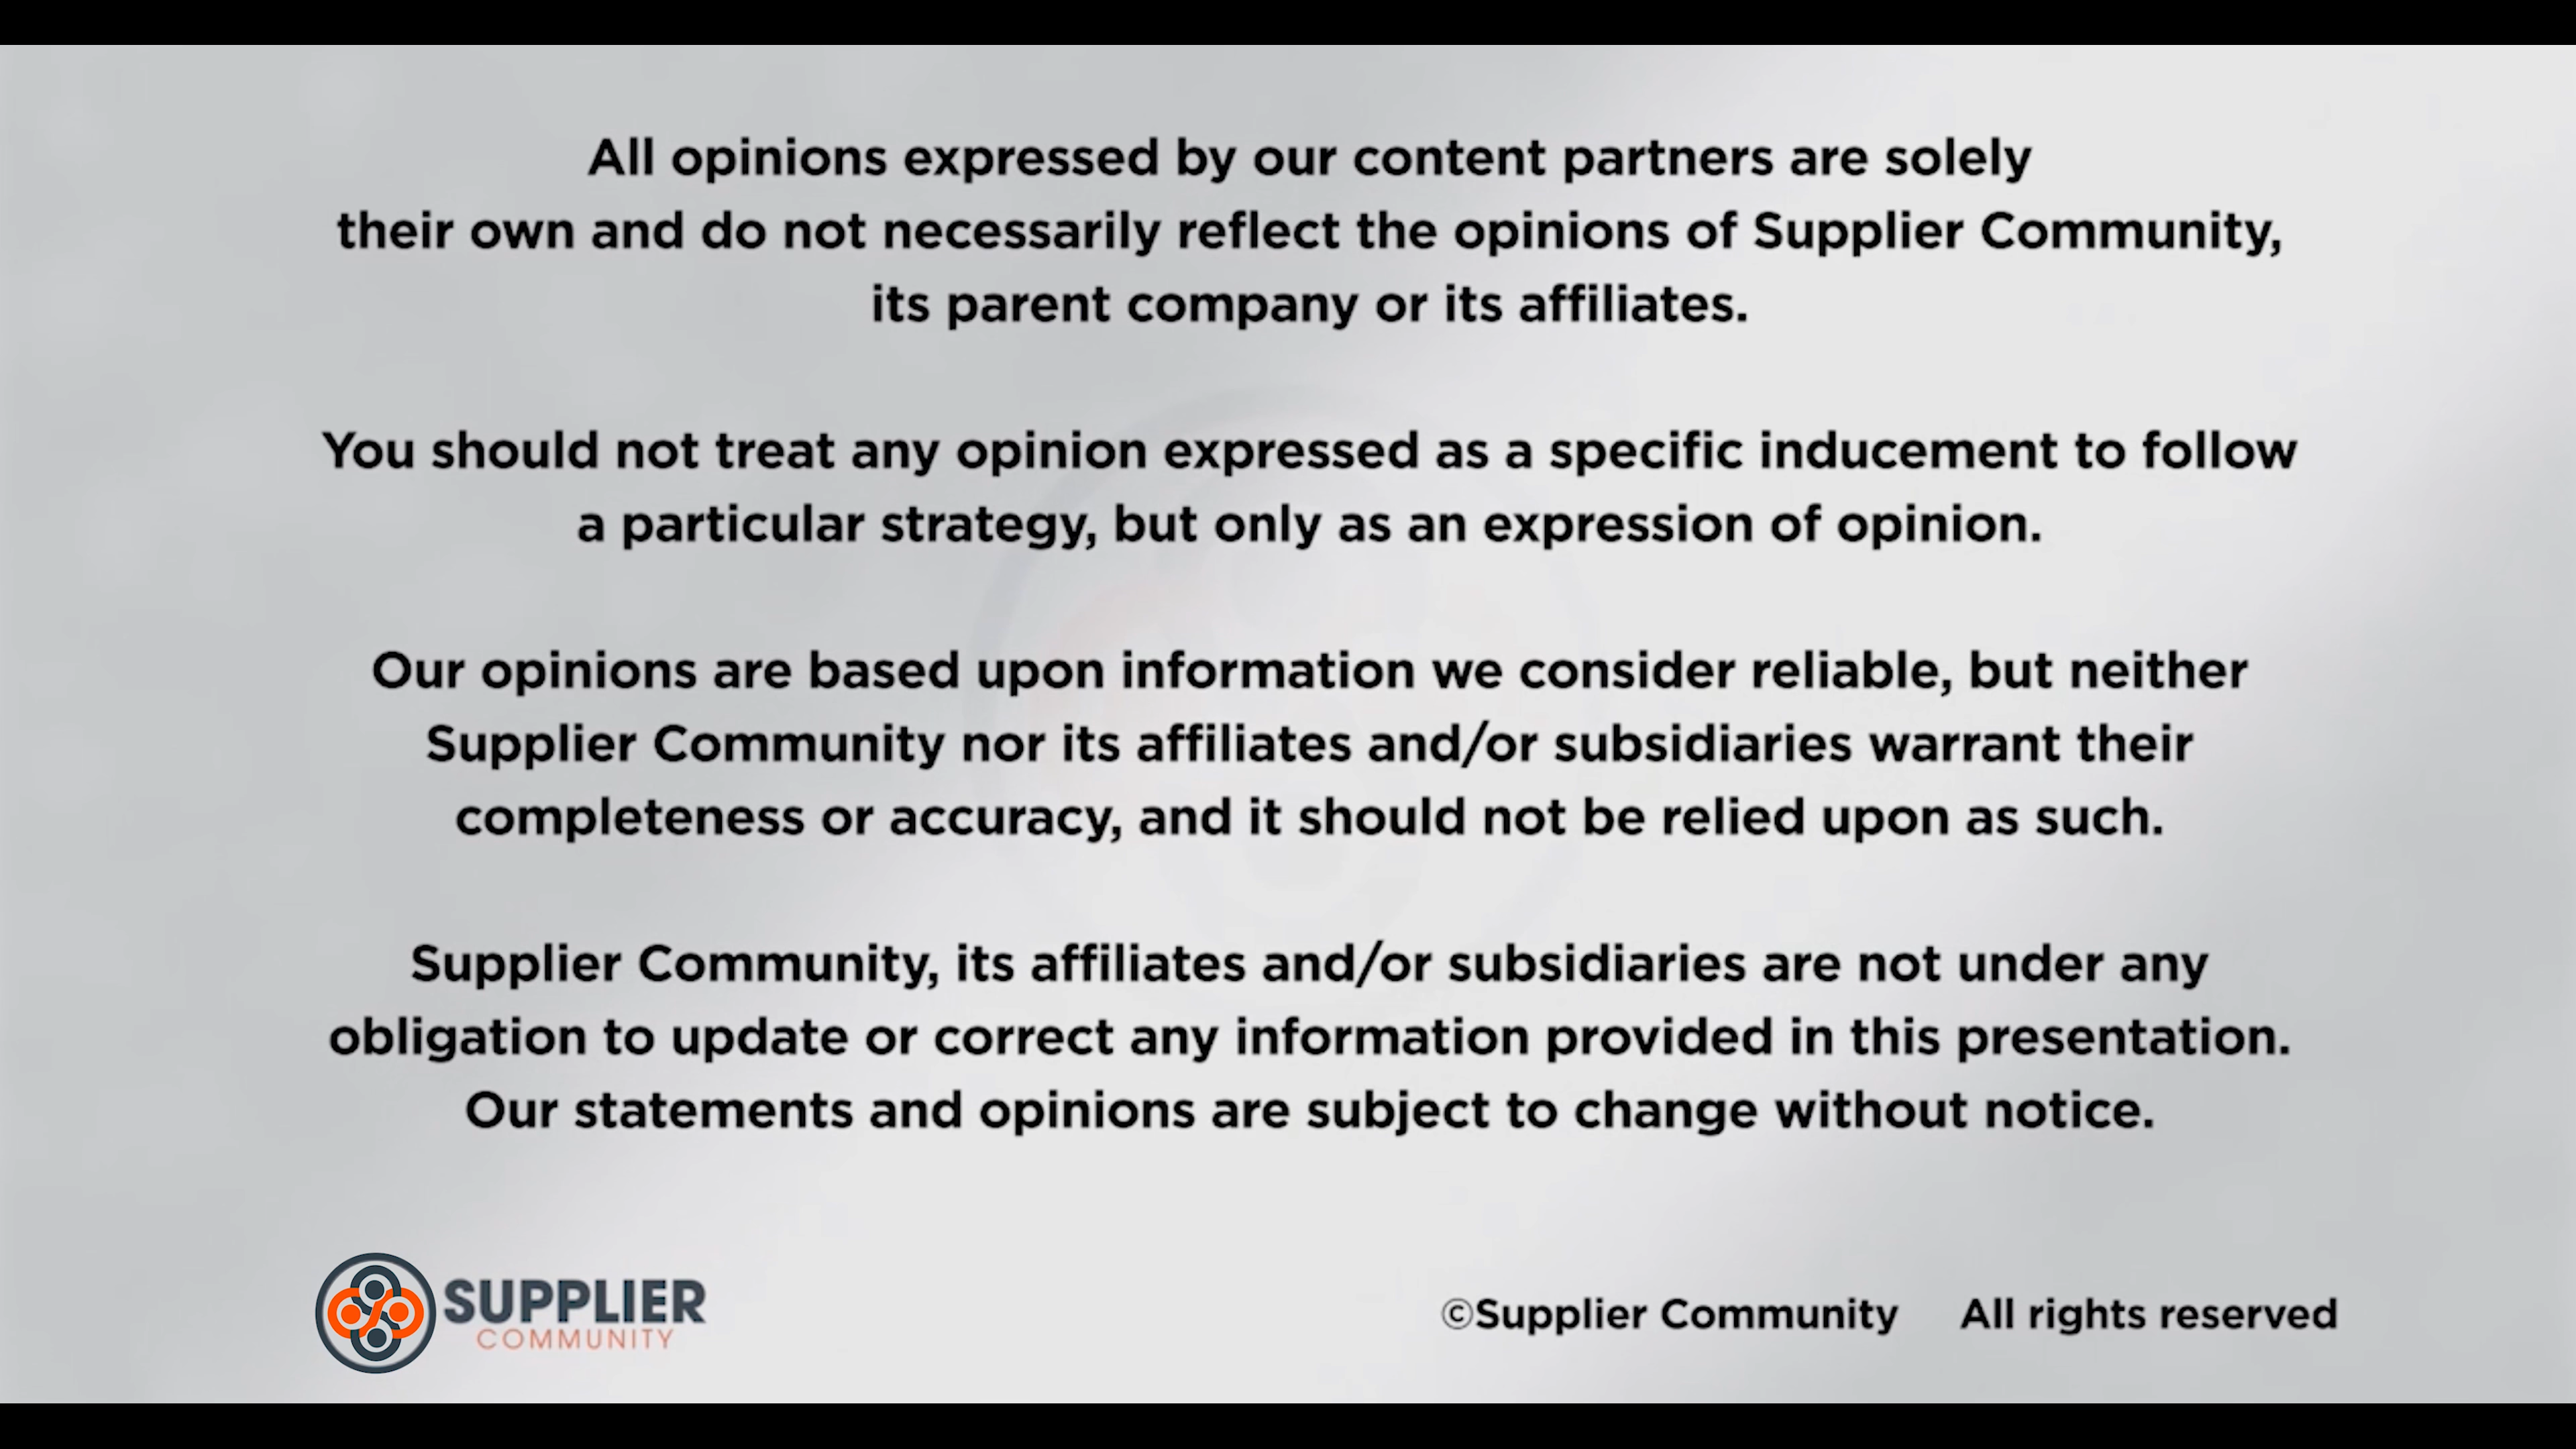 All opinions expressed by our content partners are solely
their own and do not necessarily reflect the opinions of Supplier Community,
its parent company or its affiliates.
You should not treat any opinion expressed as a specific inducement to follow
a particular strategy, but only as an expression of opinion.
Our opinions are based upon information we consider reliable, but neither
Supplier Community nor its affiliates and/or subsidiaries warrant their
completeness or accuracy, and it should not be relied upon as such.
Supplier Community, its affiliates and/or subsidiaries are not under any
obligation to update or correct any information provided in this presentation.
Our statements and opinions are subject to change without notice.
SUPPLIER
COMMUNITY
©Supplier Community All rights reserved